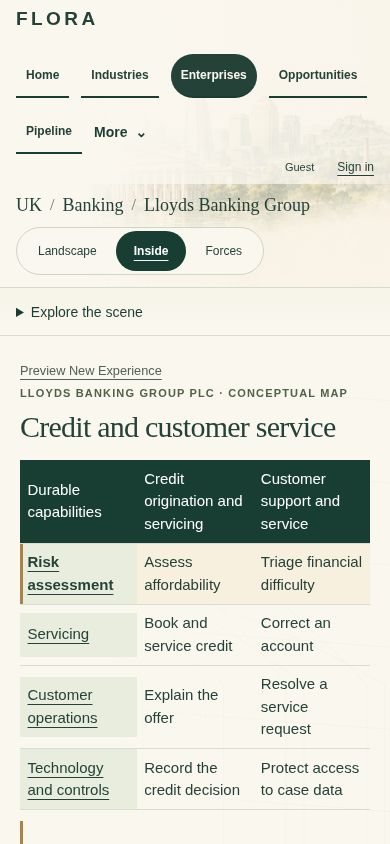 FLORA
Home
Industries
Enterprises
Opportunities
Pipeline
More
Guest
Sign in
UK / Banking / Lloyds Banking Group
Landscape
Inside
Forces
Explore the scene
Preview New Experience
LLOYDS BANKING GROUP PLC · CONCEPTUAL MAP
Credit and customer service
Durable
capabilities
Credit
origination and
servicing
Customer
support and
service
Risk
assessment
Assess
affordability
Triage financial
difficulty
Servicing
Book and
service credit
Correct an
account
Customer
operations
Explain the
offer
Resolve a
service
request
Technology
and controls
Record the
credit decision
Protect access
to case data